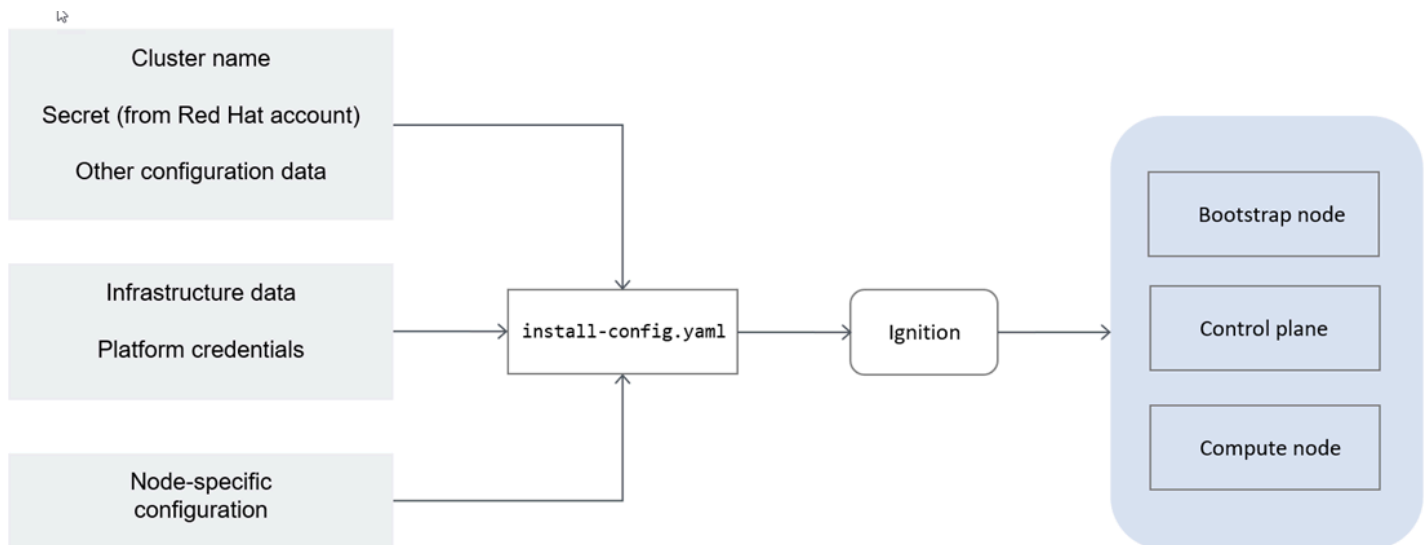 Cluster name
Secret (from Red Hat account)
Other configuration data
Infrastructure data
Platform credentials
Node-specific
configuration
install-config.yaml
Ignition
Bootstrap node
Control plane
Compute node